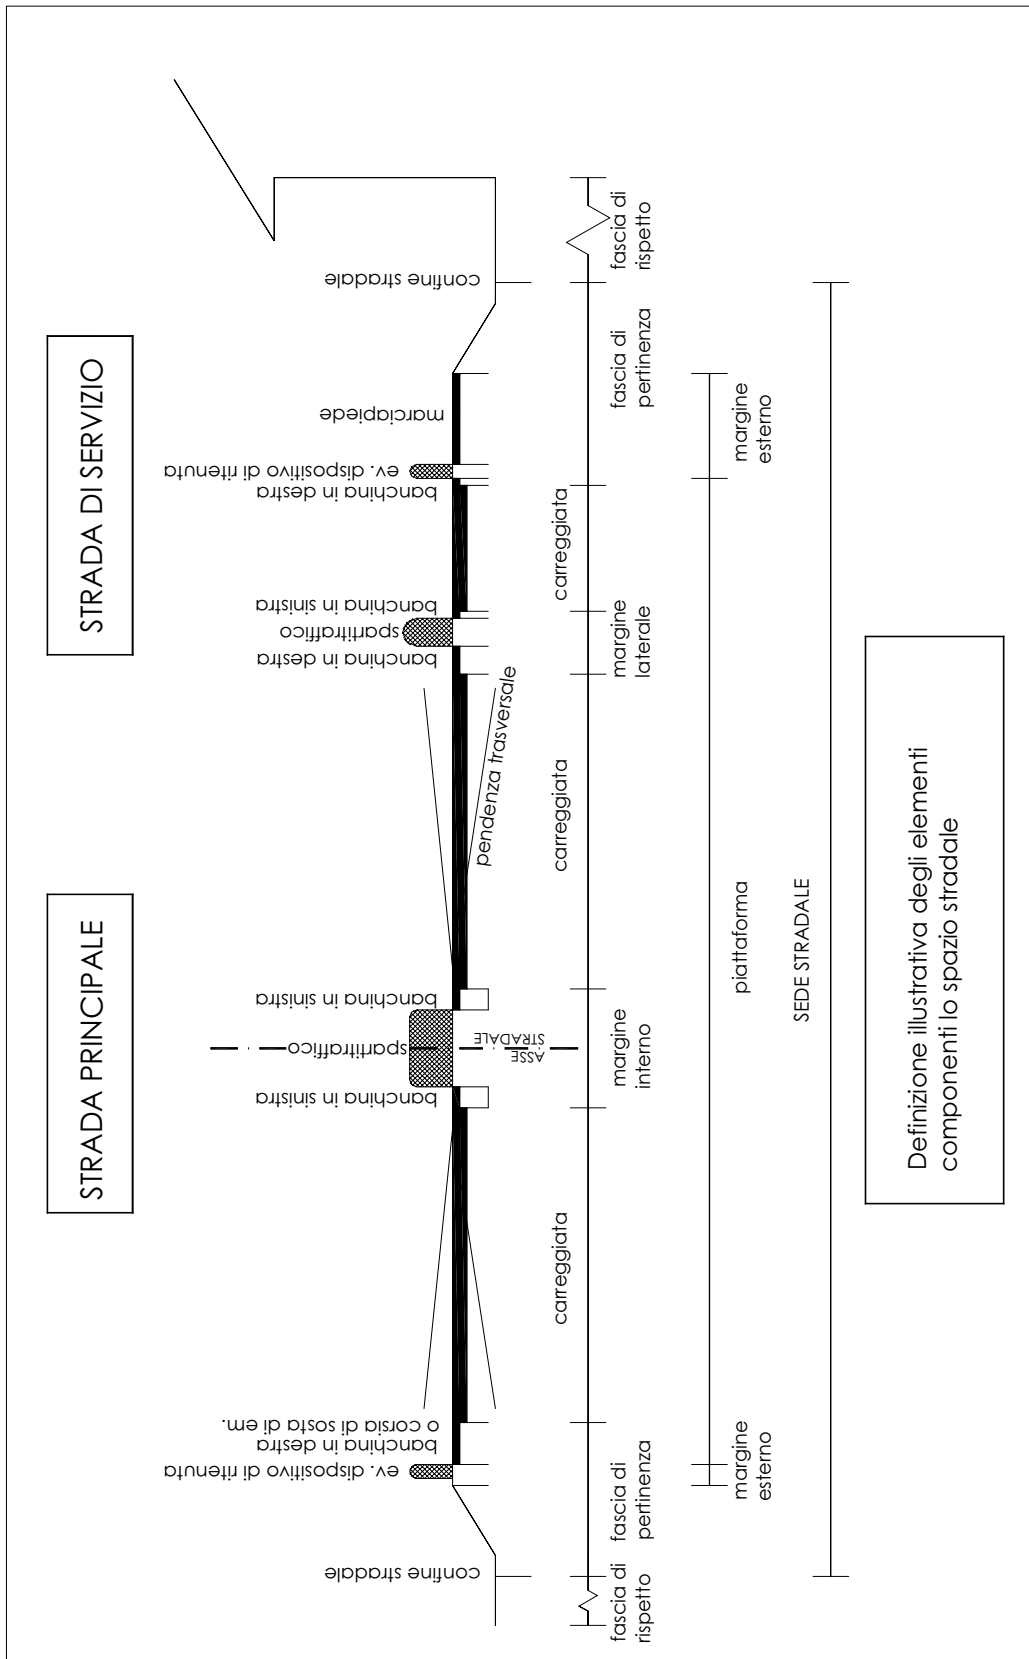 STRADA PRINCIPALE
STRADA DI SERVIZIO
confine stradale
ev. dispositivo di ritenuta
banchina in destra
o corsia di sosta di em.
banchina in sinistra
spartitraffico
banchina in sinistra
banchina in destra
spartitraffico
banchina in sinistra
banchina in destra
ev. dispositivo di ritenuta
marciapiede
confine stradale
ASSE
STRADALE
pendenza trasversale
carreggiata
carreggiata
carreggiata
fascia di
rispetto
fascia di
pertinenza
margine
interno
margine
laterale
fascia di
pertinenza
fascia di
rispetto
margine
esterno
piattaforma
margine
esterno
SEDE STRADALE
Definizione illustrativa degli elementi
componenti lo spazio stradale